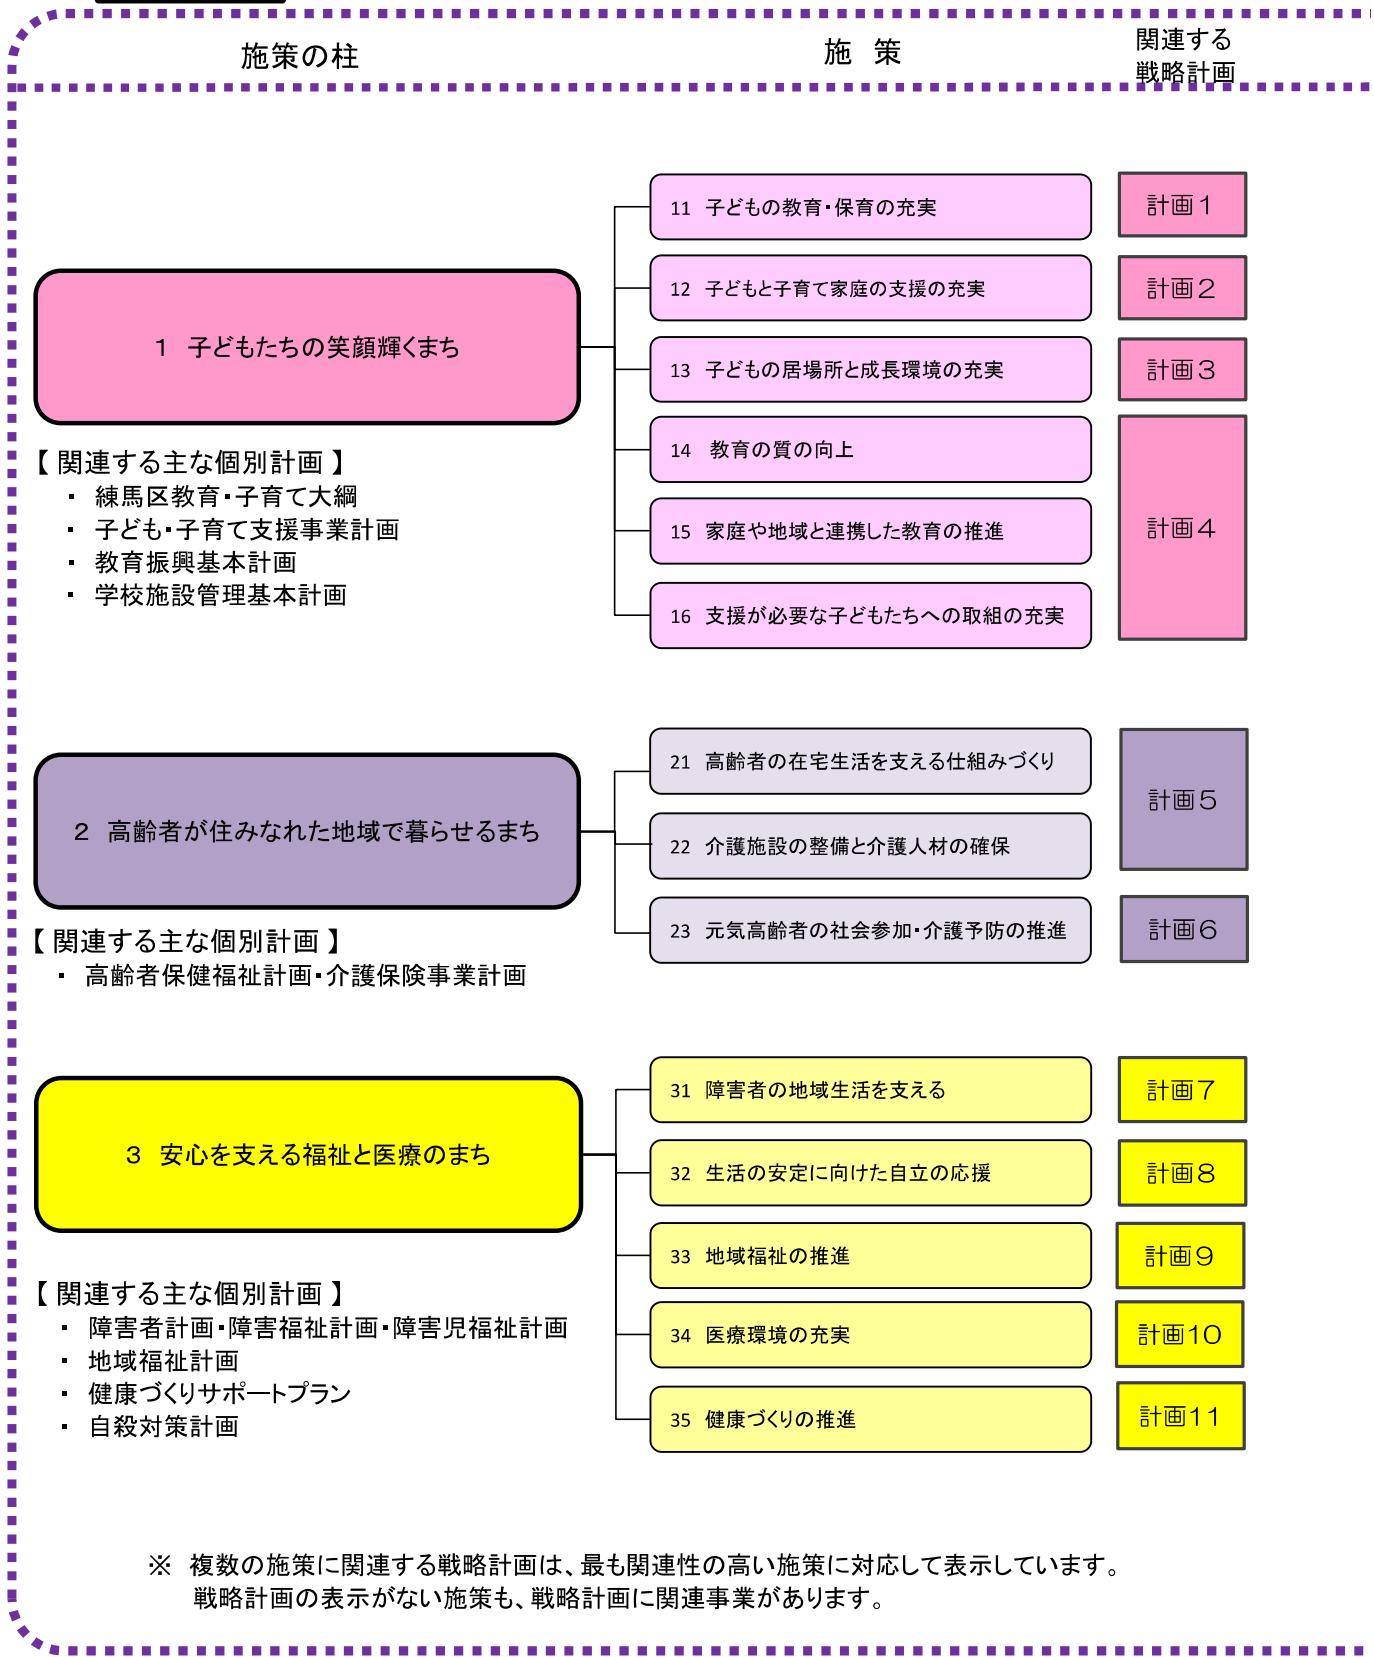 施策の柱
施　策
関連する
戦略計画
11 子どもの教育・保育の充実
計画１
12 子どもと子育て家庭の支援の充実
計画２
１　子どもたちの笑顔輝くまち
13 子どもの居場所と成長環境の充実
計画３
14 教育の質の向上
15 家庭や地域と連携した教育の推進
16 支援が必要な子どもたちへの取組の充実
計画４
【 関連する主な個別計画 】
・ 練馬区教育・子育て大綱
・ 子ども・子育て支援事業計画
・ 教育振興基本計画
・ 学校施設管理基本計画
21 高齢者の在宅生活を支える仕組みづくり
計画５
２　高齢者が住みなれた地域で暮らせるまち
22 介護施設の整備と介護人材の確保
23 元気高齢者の社会参加・介護予防の推進
計画６
【 関連する主な個別計画 】
・ 高齢者保健福祉計画・介護保険事業計画
31 障害者の地域生活を支える
計画７
３　安心を支える福祉と医療のまち
32 生活の安定に向けた自立の応援
計画８
33 地域福祉の推進
計画９
34 医療環境の充実
計画10
35 健康づくりの推進
計画11
【 関連する主な個別計画 】
・ 障害者計画・障害福祉計画・障害児福祉計画
・ 地域福祉計画
・ 健康づくりサポートプラン
・ 自殺対策計画
※　複数の施策に関連する戦略計画は、最も関連性の高い施策に対応して表示しています。
戦略計画の表示がない施策も、戦略計画に関連事業があります。